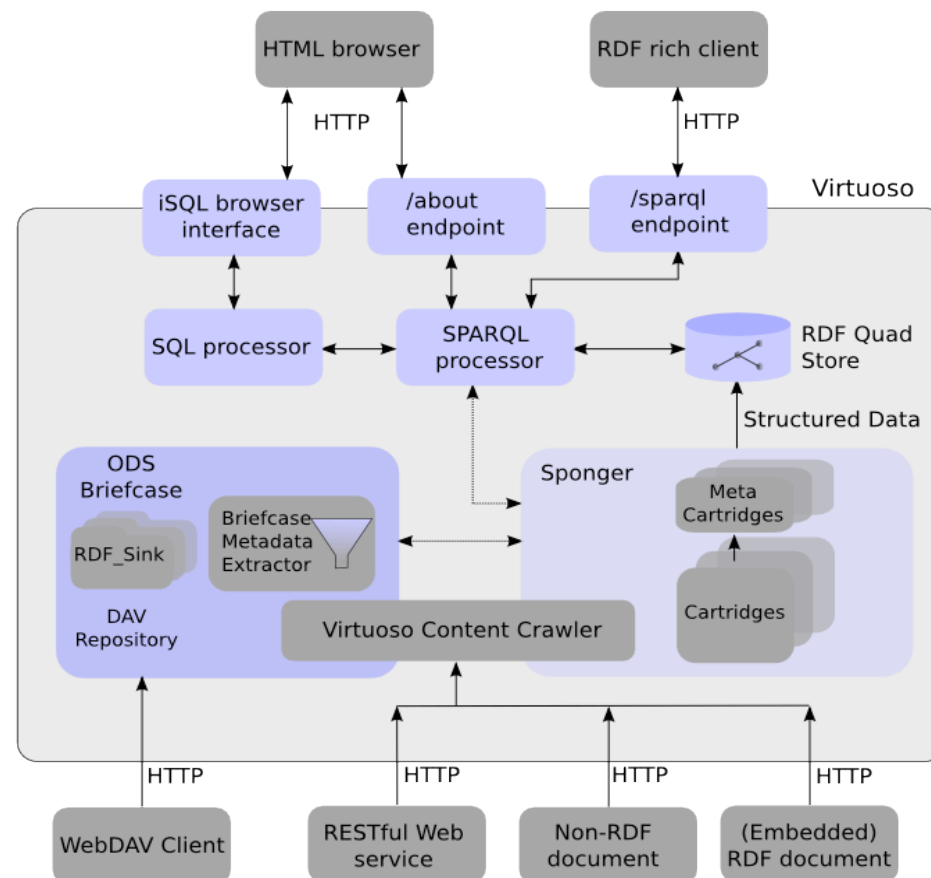 HTML browser
RDF rich client
HTTP
HTTP
Virtuoso
iSQL browser
interface
/about
endpoint
/sparql
endpoint
SQL processor
SPARQL
processor
RDF Quad
Store
Structured Data
ODS
Briefcase
RDF_Sink
Briefcase
Metadata
Extractor
DAV
Repository
Sponger
Meta
Cartridges
Cartridges
Virtuoso Content Crawler
HTTP
HTTP
HTTP
HTTP
WebDAV Client
RESTful Web
service
Non-RDF
document
(Embedded)
RDF document